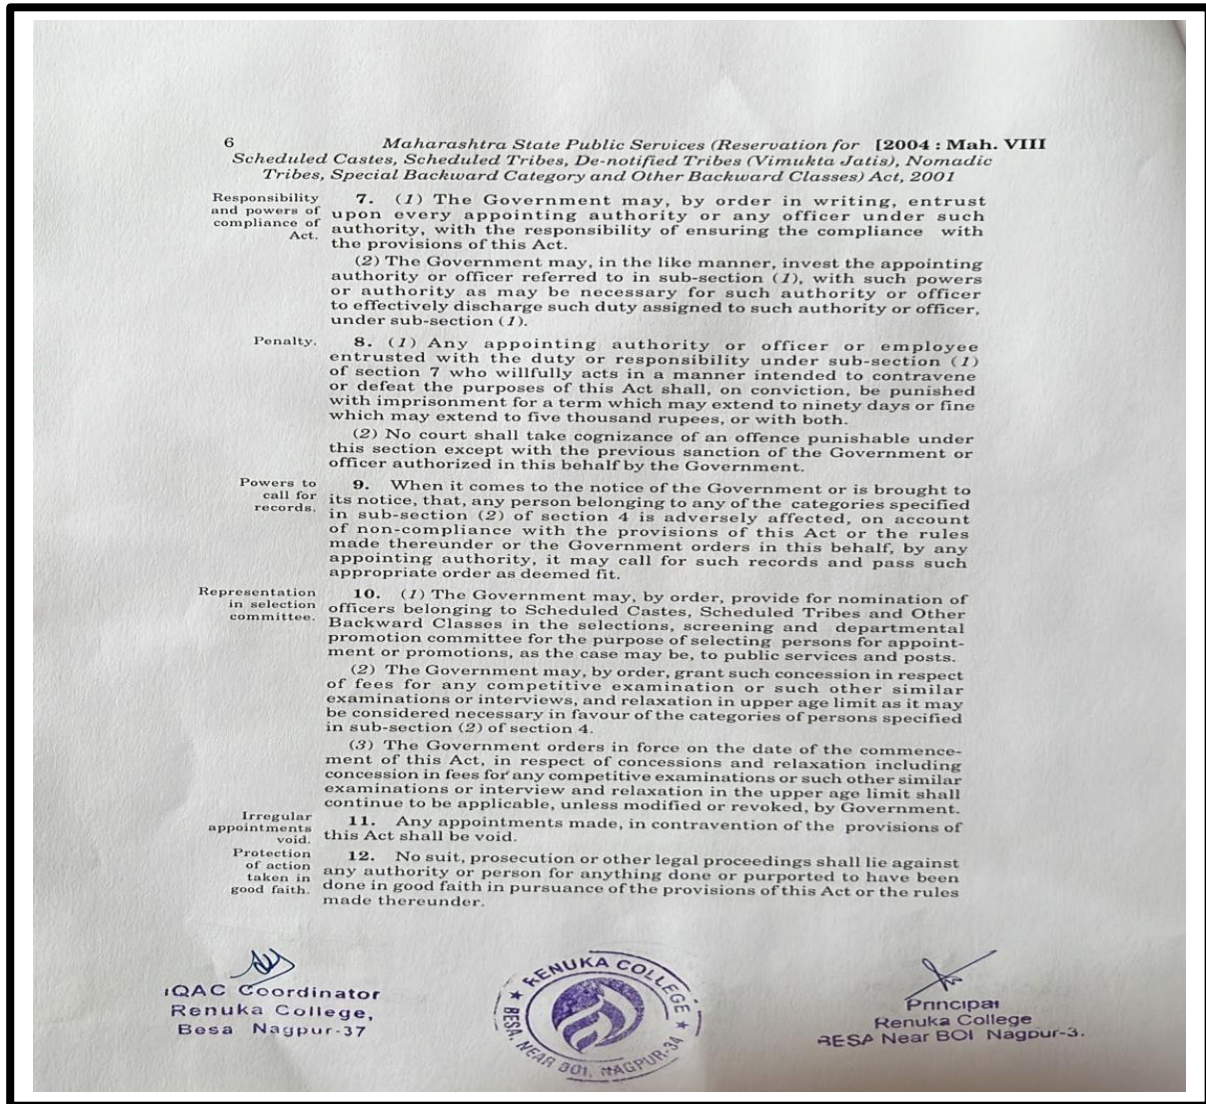 6 Maharashtra State Public Services (Reservation for [2004 : Mah. VIII
Scheduled Castes, Scheduled Tribes, De-notified Tribes (Vimukta Jatis), Nomadic
Tribes, Special Backward Category and Other Backward Classes) Act, 2001
Responsibility
and powers of
compliance of
Act.
7. (1) The Government may, by order in writing, entrust
upon every appointing authority or any officer under such
authority, with the responsibility of ensuring the compliance with
the provisions of this Act.
(2) The Government may, in the like manner, invest the appointing
authority or officer referred to in sub-section (1), with such powers
or authority as may be necessary for such authority or officer
to effectively discharge such duty assigned to such authority or officer,
under sub-section (1).
Penalty.
8. (1) Any appointing authority or officer or employee
entrusted with the duty or responsibility under sub-section (1)
of section 7 who willfully acts in a manner intended to contravene
or defeat the purposes of this Act shall, on conviction, be punished
with imprisonment for a term which may extend to ninety days or fine
which may extend to five thousand rupees, or with both.
(2) No court shall take cognizance of an offence punishable under
this section except with the previous sanction of the Government or
officer authorized in this behalf by the Government.
Powers to
call for
records.
9. When it comes to the notice of the Government or is brought to
its notice, that, any person belonging to any of the categories specified
in sub-section (2) of section 4 is adversely affected, on account
of non-compliance with the provisions of this Act or the rules
made thereunder or the Government orders in this behalf, by any
appointing authority, it may call for such records and pass such
appropriate order as deemed fit.
Representation
in selection
committee.
10. (1) The Government may, by order, provide for nomination of
officers belonging to Scheduled Castes, Scheduled Tribes and Other
Backward Classes in the selections, screening and departmental
promotion committee for the purpose of selecting persons for appoint-
ment or promotions, as the case may be, to public services and posts.
(2) The Government may, by order, grant such concession in respect
of fees for any competitive examination or such other similar
examinations or interviews, and relaxation in upper age limit as it may
be considered necessary in favour of the categories of persons specified
in sub-section (2) of section 4.
(3) The Government orders in force on the date of the commence-
ment of this Act, in respect of concessions and relaxation including
concession in fees for any competitive examinations or such other similar
examinations or interview and relaxation in the upper age limit shall
continue to be applicable, unless modified or revoked, by Government.
Irregular
appointments
void.
11. Any appointments made, in contravention of the provisions of
this Act shall be void.
Protection
of action
taken in
good faith.
12. No suit, prosecution or other legal proceedings shall lie against
any authority or person for anything done or purported to have been
done in good faith in pursuance of the provisions of this Act or the rules
made thereunder.
IQAC Coordinator
Renuka College,
Besa Nagpur-37
RENUKA COLLEGE
BESA, NEAR BOI, NAGPUR-34
Principal
Renuka College
BESA Near BOI Nagpur-3.